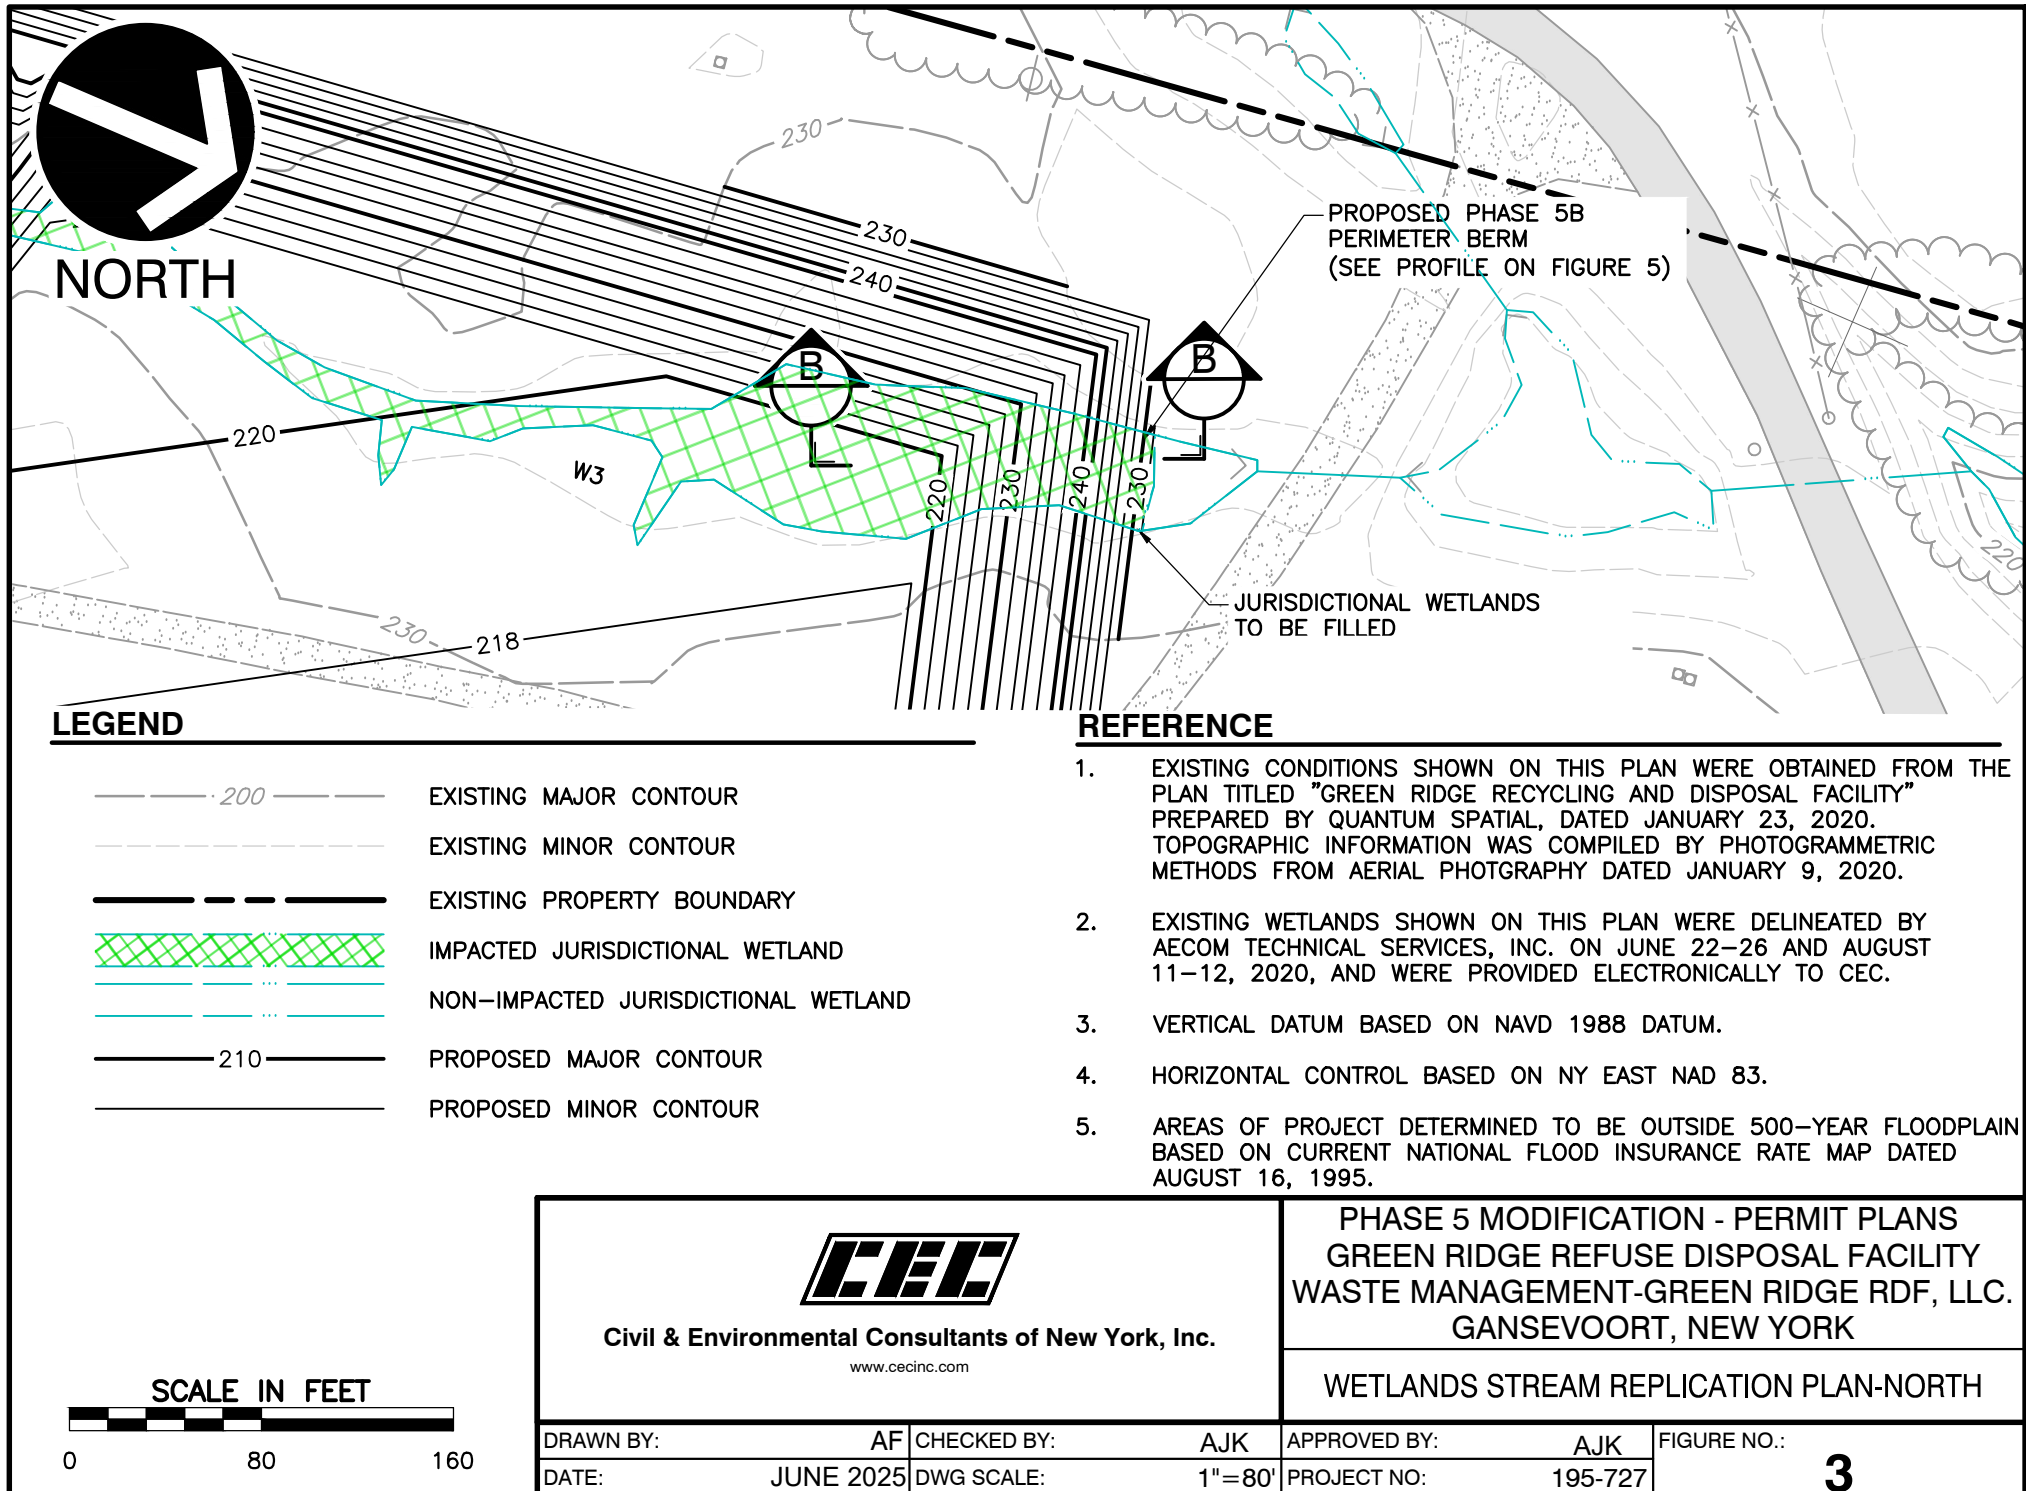 NORTH
230
230
240
PROPOSED PHASE 5B
PERIMETER BERM
(SEE PROFILE ON FIGURE 5)
B
B
220
W3
220
230
240
230
220
JURISDICTIONAL WETLANDS
TO BE FILLED
230
218
LEGEND
200
EXISTING MAJOR CONTOUR
EXISTING MINOR CONTOUR
EXISTING PROPERTY BOUNDARY
IMPACTED JURISDICTIONAL WETLAND
NON-IMPACTED JURISDICTIONAL WETLAND
210
PROPOSED MAJOR CONTOUR
PROPOSED MINOR CONTOUR
REFERENCE
1. EXISTING CONDITIONS SHOWN ON THIS PLAN WERE OBTAINED FROM THE
PLAN TITLED "GREEN RIDGE RECYCLING AND DISPOSAL FACILITY"
PREPARED BY QUANTUM SPATIAL, DATED JANUARY 23, 2020.
TOPOGRAPHIC INFORMATION WAS COMPILED BY PHOTOGRAMMETRIC
METHODS FROM AERIAL PHOTGRAPHY DATED JANUARY 9, 2020.
2. EXISTING WETLANDS SHOWN ON THIS PLAN WERE DELINEATED BY
AECOM TECHNICAL SERVICES, INC. ON JUNE 22-26 AND AUGUST
11-12, 2020, AND WERE PROVIDED ELECTRONICALLY TO CEC.
3. VERTICAL DATUM BASED ON NAVD 1988 DATUM.
4. HORIZONTAL CONTROL BASED ON NY EAST NAD 83.
5. AREAS OF PROJECT DETERMINED TO BE OUTSIDE 500-YEAR FLOODPLAIN
BASED ON CURRENT NATIONAL FLOOD INSURANCE RATE MAP DATED
AUGUST 16, 1995.
SCALE IN FEET
0 80 160
CEC
Civil & Environmental Consultants of New York, Inc.
www.cecinc.com
PHASE 5 MODIFICATION - PERMIT PLANS
GREEN RIDGE REFUSE DISPOSAL FACILITY
WASTE MANAGEMENT-GREEN RIDGE RDF, LLC.
GANSEVOORT, NEW YORK
WETLANDS STREAM REPLICATION PLAN-NORTH
DRAWN BY: AF CHECKED BY: AJK APPROVED BY: AJK FIGURE NO.:
DATE: JUNE 2025 DWG SCALE: 1"=80' PROJECT NO: 195-727
3